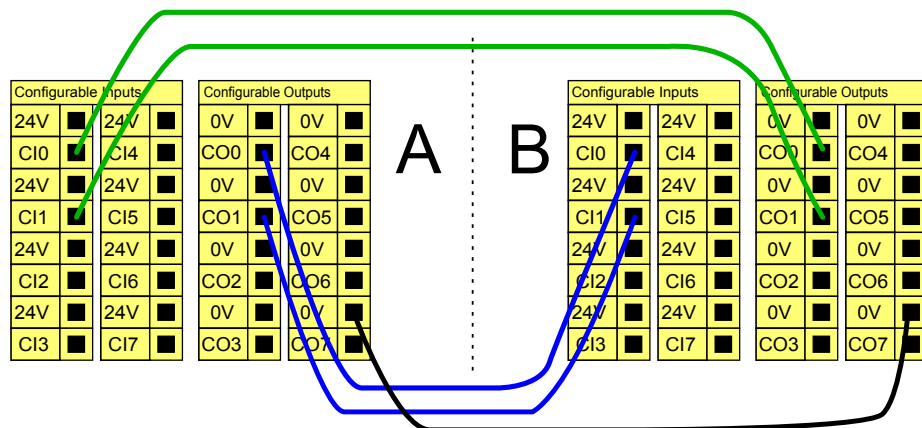 Configurable Inputs
24V 24V
CI0 CI4
24V 24V
CI1 CI5
24V 24V
CI2 CI6
24V 24V
CI3 CI7
Configurable Outputs
0V 0V
CO0 CO4
0V 0V
CO1 CO5
0V 0V
CO2 CO6
0V 0V
CO3 CO7
A
B
Configurable Inputs
24V 24V
CI0 CI4
24V 24V
CI1 CI5
24V 24V
CI2 CI6
24V 24V
CI3 CI7
Configurable Outputs
0V 0V
CO0 CO4
0V 0V
CO1 CO5
0V 0V
CO2 CO6
0V 0V
CO3 CO7